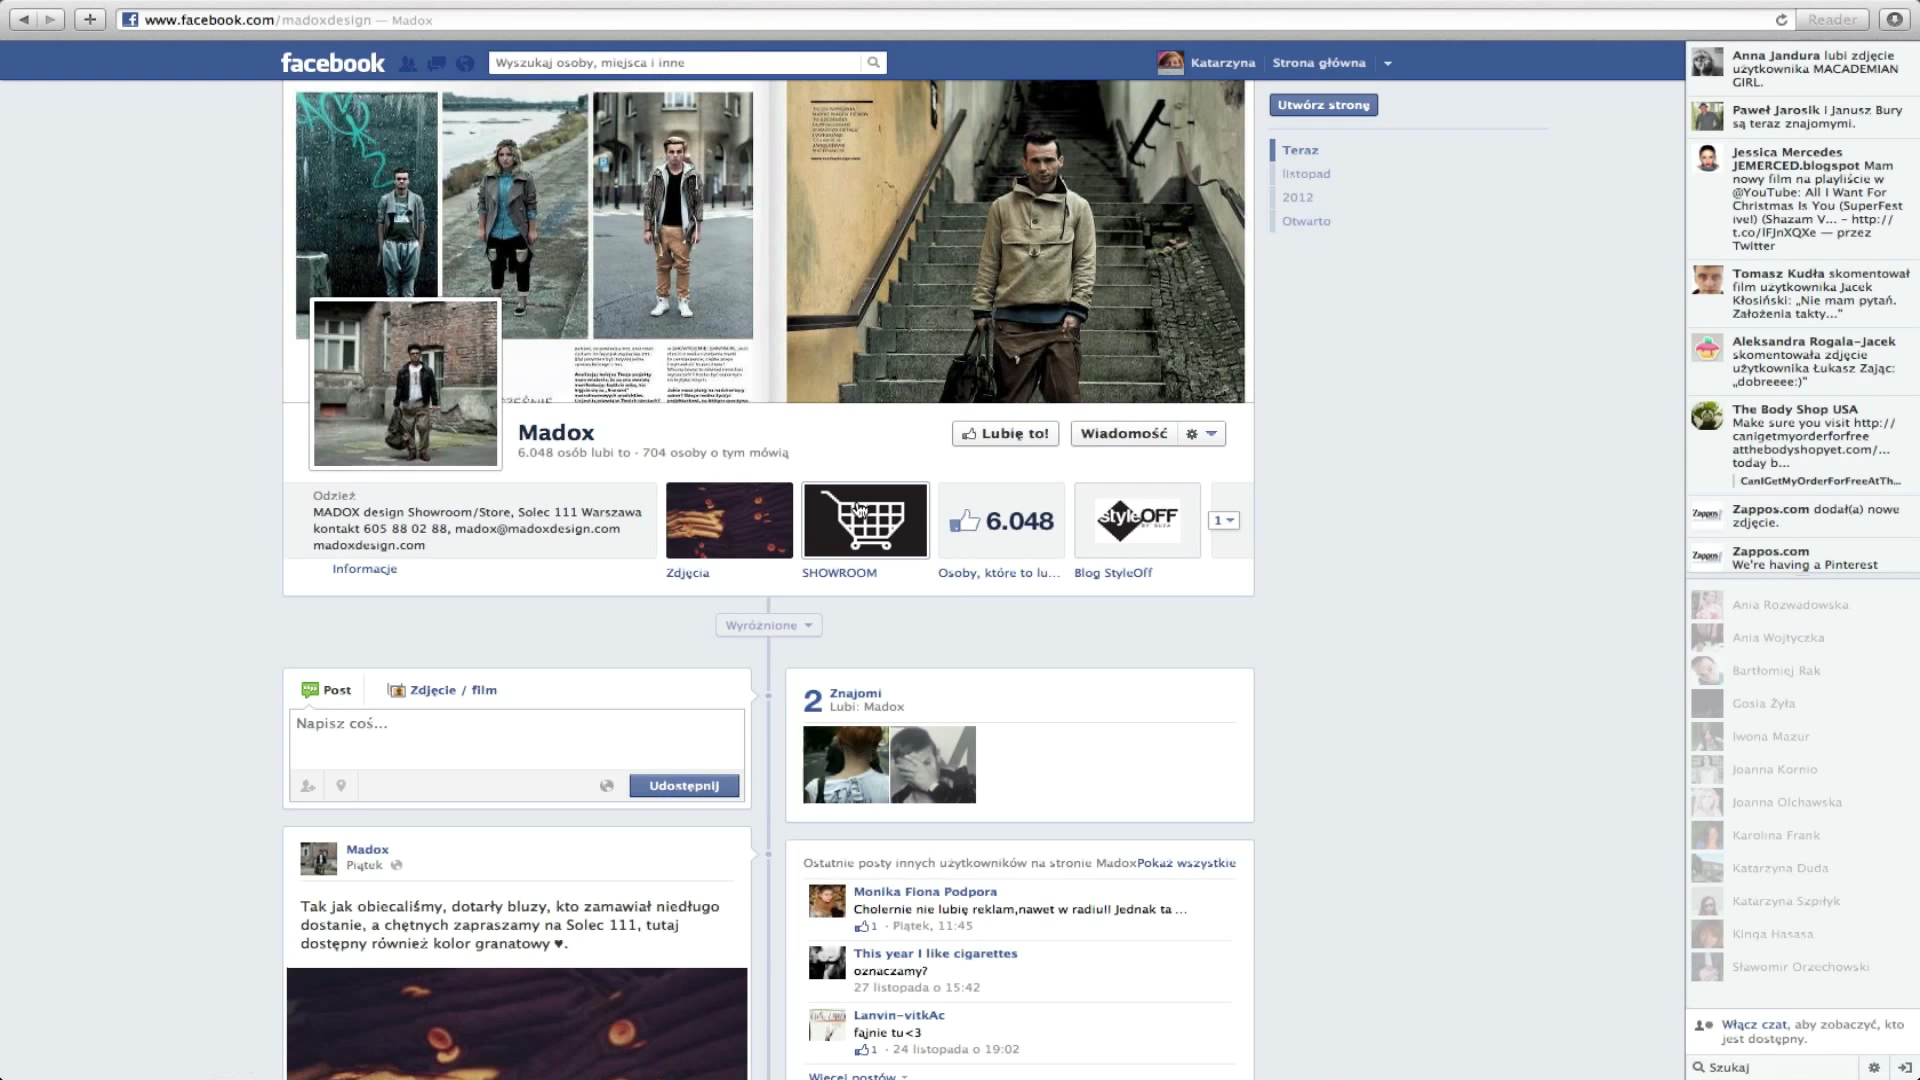 www.facebook.com/madoxdesign — Madox
Reader
facebook
Wyszukaj osoby, miejsca i inne
Katarzyna
Strona główna
Utwórz stronę
Teraz
listopad
2012
Otwarto
Madox
6.048 osób lubi to · 704 osoby o tym mówią
Lubię to!
Wiadomość
Odzież
MADOX design Showroom/Store, Solec 111 Warszawa
kontakt 605 88 02 88, madox@madoxdesign.com
madoxdesign.com
Informacje
Zdjęcia
SHOWROOM
6.048
Osoby, które to lu...
styleOFF
Blog StyleOff
1
Wyróżnione
Post
Zdjęcie / film
Napisz coś...
Udostępnij
2 Znajomi
Lubi: Madox
Madox
Piątek
Tak jak obiecaliśmy, dotarły bluzy, kto zamawiał niedługo
dostanie, a chętnych zapraszamy na Solec 111, tutaj
dostępny również kolor granatowy ♥.
Ostatnie posty innych użytkowników na stronie Madox
Pokaż wszystkie
Monika Fiona Podpora
Cholernie nie lubię reklam,nawet w radiu!! Jednak ta ...
1 · Piątek, 11:45
This year I like cigarettes
oznaczamy?
27 listopada o 15:42
Lanvin-vitkAc
fajnie tu<3
1 · 24 listopada o 19:02
Więcej postów
Anna Jandura lubi zdjęcie
użytkownika MACADEMIAN
GIRL.
Paweł Jarosik i Janusz Bury
są teraz znajomymi.
Jessica Mercedes
JEMERCED.blogspot Mam
nowy film na playliście w
@YouTube: All I Want For
Christmas Is You (SuperFest
ivel) (Shazam V... - http://
t.co/lFJnXQXe — przez
Twitter
Tomasz Kudła skomentował
film użytkownika Jacek
Kłosiński: „Nie mam pytań.
Założenia takty...”
Aleksandra Rogala-Jacek
skomentowała zdjęcie
użytkownika Łukasz Zając:
„dobreeee:)”
The Body Shop USA
Make sure you visit http://
canigetmyorderforfree
atthebodyshopyet.com/...
today b...
CanIGetMyOrderForFreeAtTh...
Zappos
Zappos.com dodał(a) nowe
zdjęcie.
Zappos
Zappos.com
We're having a Pinterest
Ania Rozwadowska
Ania Wojtyczka
Bartłomiej Rak
Gosia Żyła
Iwona Mazur
Joanna Kornio
Joanna Olchawska
Karolina Frank
Katarzyna Duda
Katarzyna Szpiłyk
Kinga Hasasa
Sławomir Orzechowski
Włącz czat, aby zobaczyć, kto
jest dostępny.
Szukaj